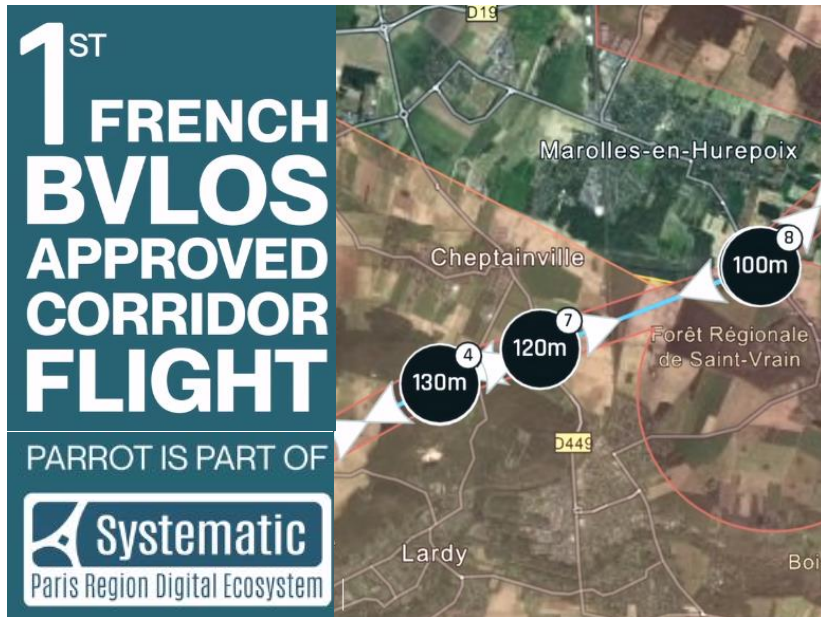 1ST
FRENCH
BVLOS
APPROVED
CORRIDOR
FLIGHT
PARROT IS PART OF
Systematic
Paris Region Digital Ecosystem
D19
Marolles-en-Hurepoix
8
100m
Cheptainville
7
120m
Forêt Régionale
de Saint-Vrain
4
130m
D449
Lardy
Boi